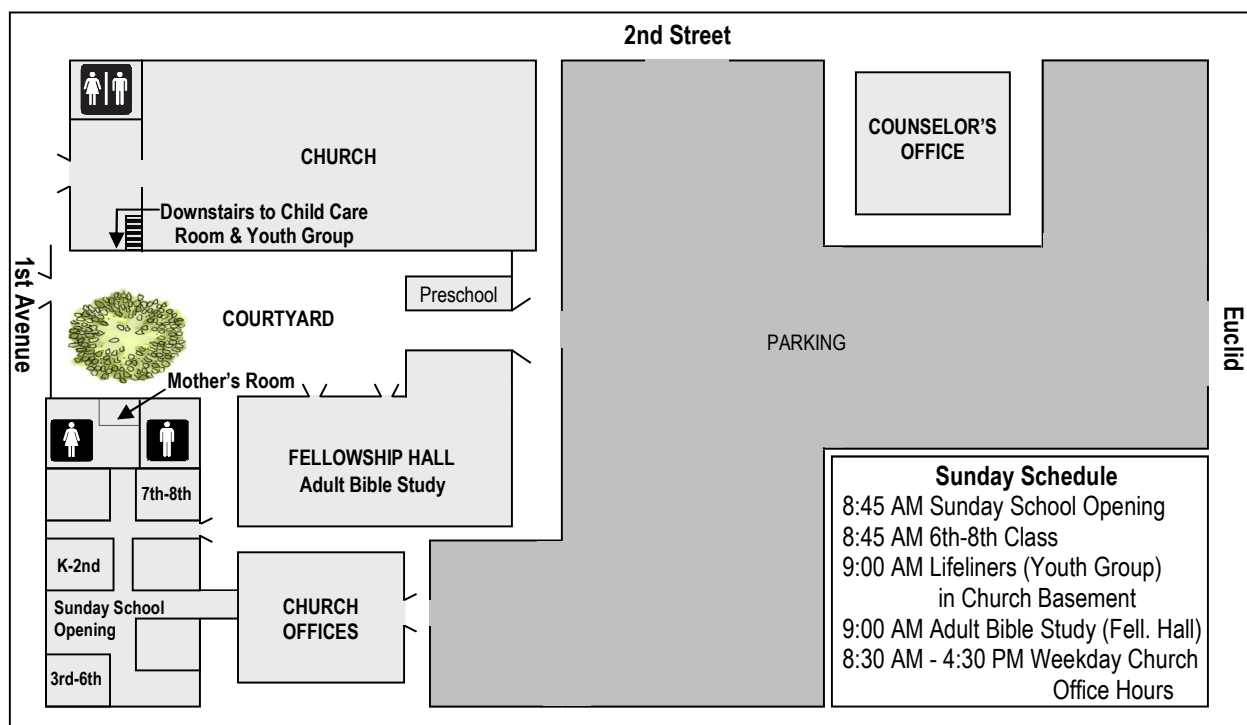 2nd Street
COUNSELOR'S
OFFICE
CHURCH
Downstairs to Child Care
Room & Youth Group
1st Avenue
Preschool
COURTYARD
PARKING
Euclid
Mother's Room
FELLOWSHIP HALL
Adult Bible Study
7th-8th
K-2nd
Sunday School
Opening
CHURCH
OFFICES
3rd-6th
Sunday Schedule
8:45 AM Sunday School Opening
8:45 AM 6th-8th Class
9:00 AM Lifeliners (Youth Group)
in Church Basement
9:00 AM Adult Bible Study (Fell. Hall)
8:30 AM - 4:30 PM Weekday Church
Office Hours